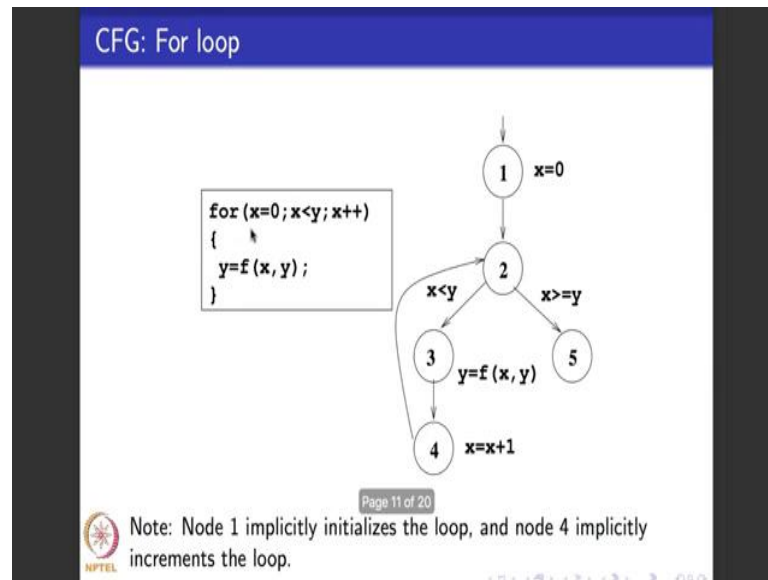 CFG: For loop
for(x=0;x<y;x++)
{
y=f(x,y);
}
1
x=0
2
x<y
x>=y
3
y=f(x,y)
5
4
x=x+1
Page 11 of 20
Note: Node 1 implicitly initializes the loop, and node 4 implicitly
increments the loop.
NPTEL